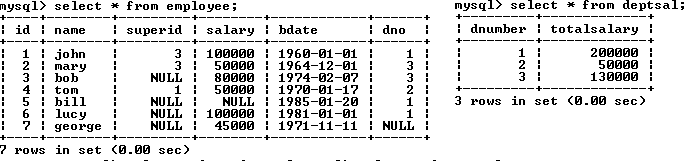 mysql> select * from employee;
+----+--------+---------+--------+------------+------+
| id | name   | superid | salary | bdate      | dno  |
+----+--------+---------+--------+------------+------+
|  1 | john   |       3 | 100000 | 1960-01-01 |    1 |
|  2 | mary   |       3 |  50000 | 1964-12-01 |    3 |
|  3 | bob    |    NULL |  80000 | 1974-02-07 |    3 |
|  4 | tom    |       1 |  50000 | 1970-01-17 |    2 |
|  5 | bill   |    NULL |   NULL | 1985-01-20 |    1 |
|  6 | lucy   |    NULL | 100000 | 1981-01-01 |    1 |
|  7 | george |    NULL |  45000 | 1971-11-11 | NULL |
+----+--------+---------+--------+------------+------+
7 rows in set (0.00 sec)
mysql> select * from deptsal;
+---------+-------------+
| dnumber | totalsalary |
+---------+-------------+
|       1 |      200000 |
|       2 |       50000 |
|       3 |      130000 |
+---------+-------------+
3 rows in set (0.00 sec)